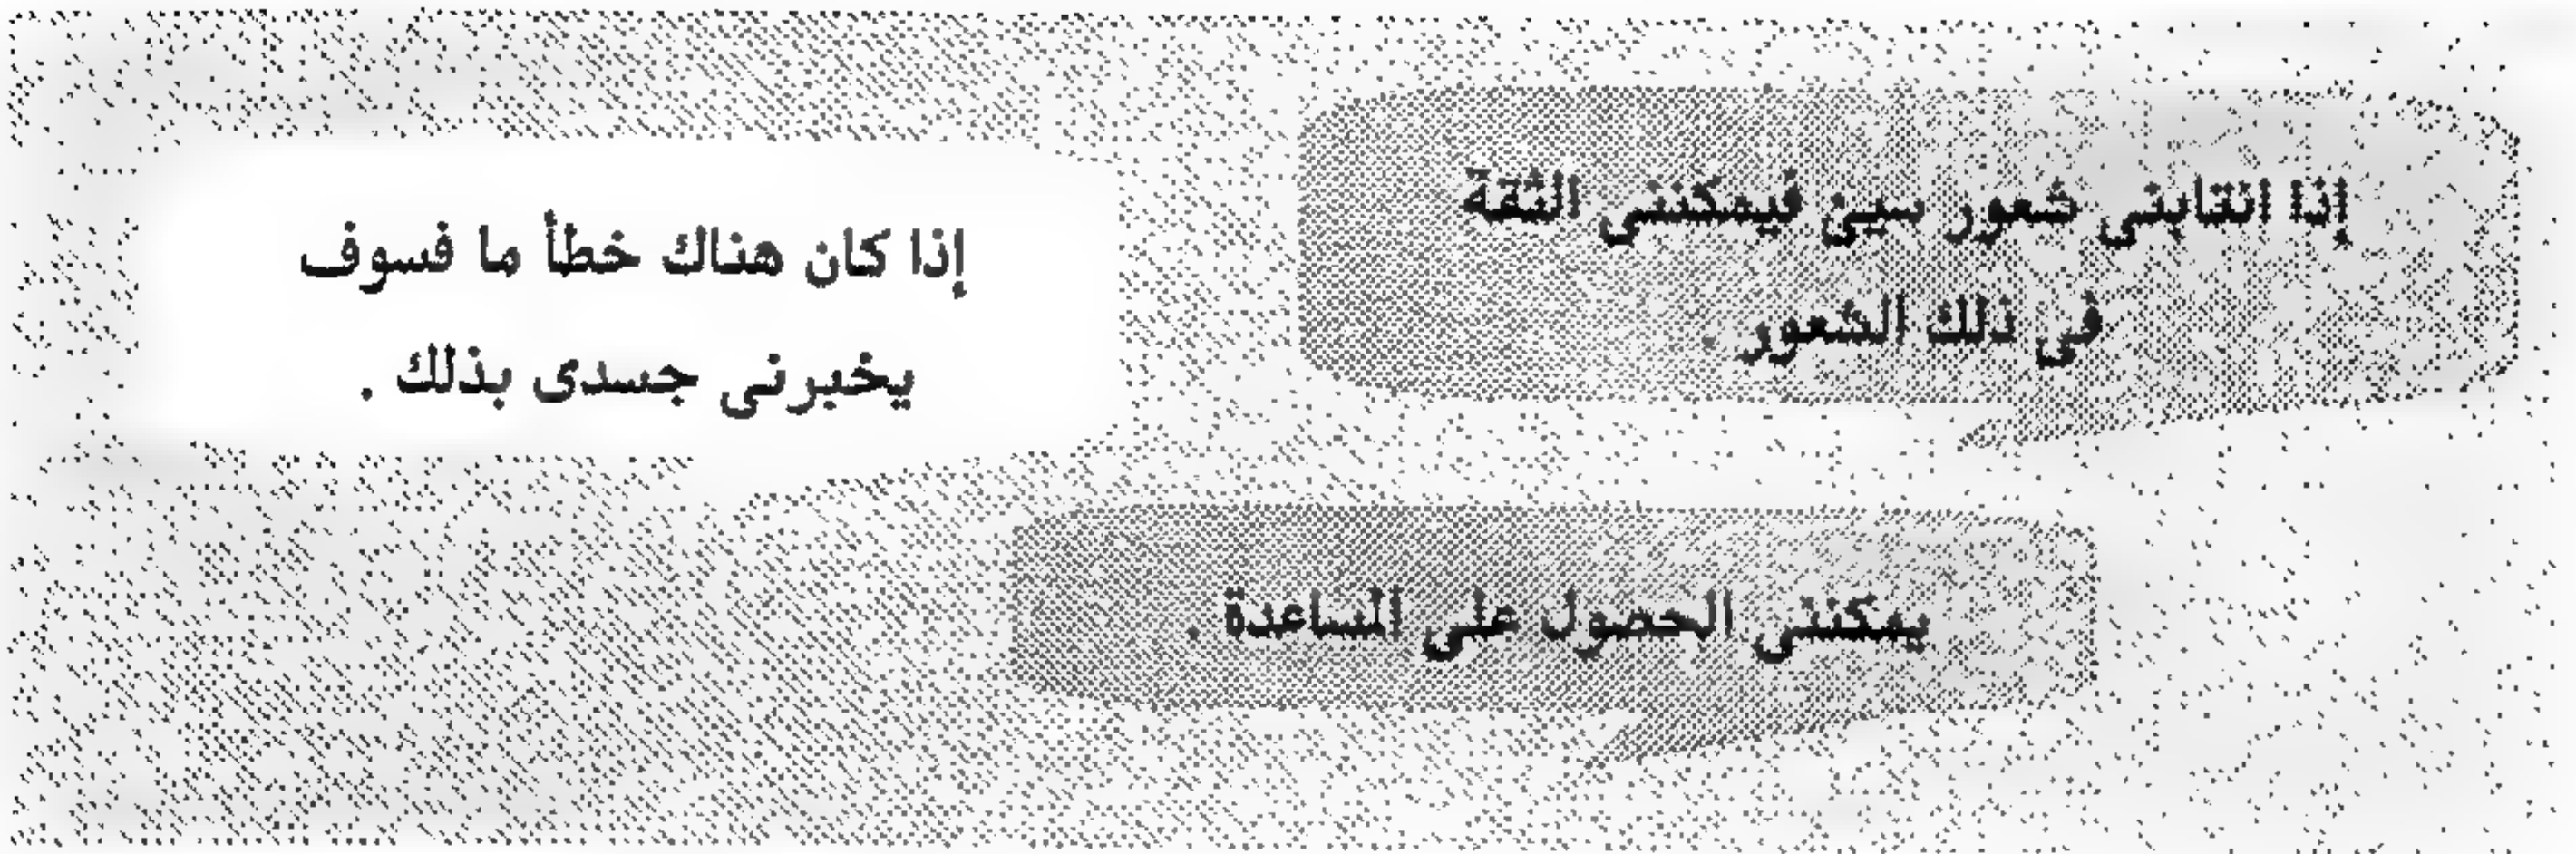 إذا انتابنى شعور سيئ فيمكننى الثقة
فى ذلك الشعور .
إذا كان هناك خطأ ما فسوف
يخبرنى جسدى بذلك .
يمكننى الحصول على المساعدة .